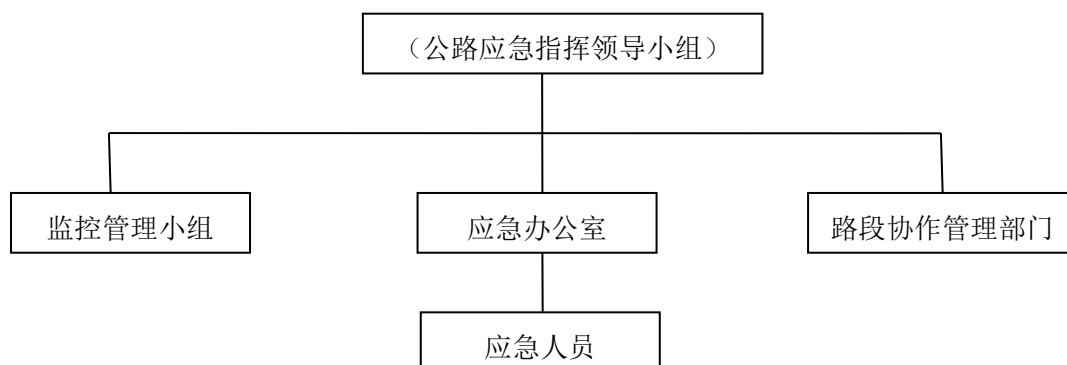 （公路应急指挥领导小组）
监控管理小组
应急办公室
路段协作管理部门
应急人员